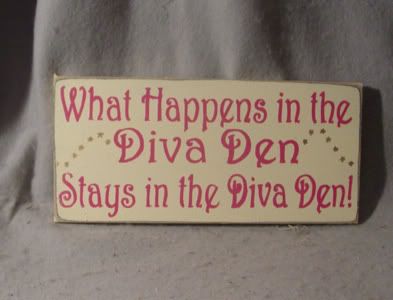 What Happens in the
Diva Den
Stays in the Diva Den!